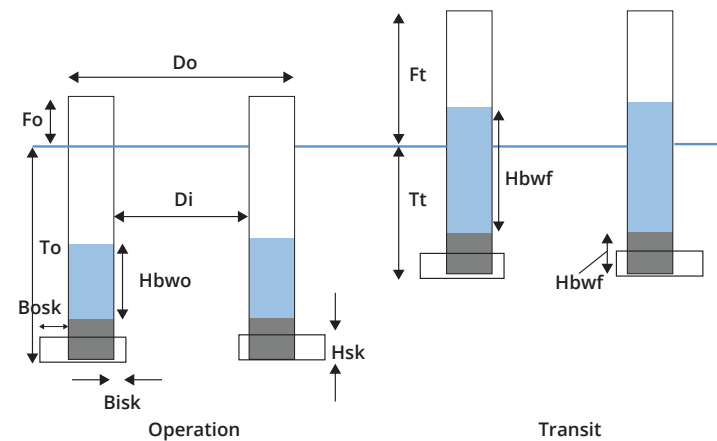 Do
Fo
Di
To
Hbwo
Bosk
Hsk
Bisk
Operation
Ft
Hbwf
Tt
Hbwf
Transit